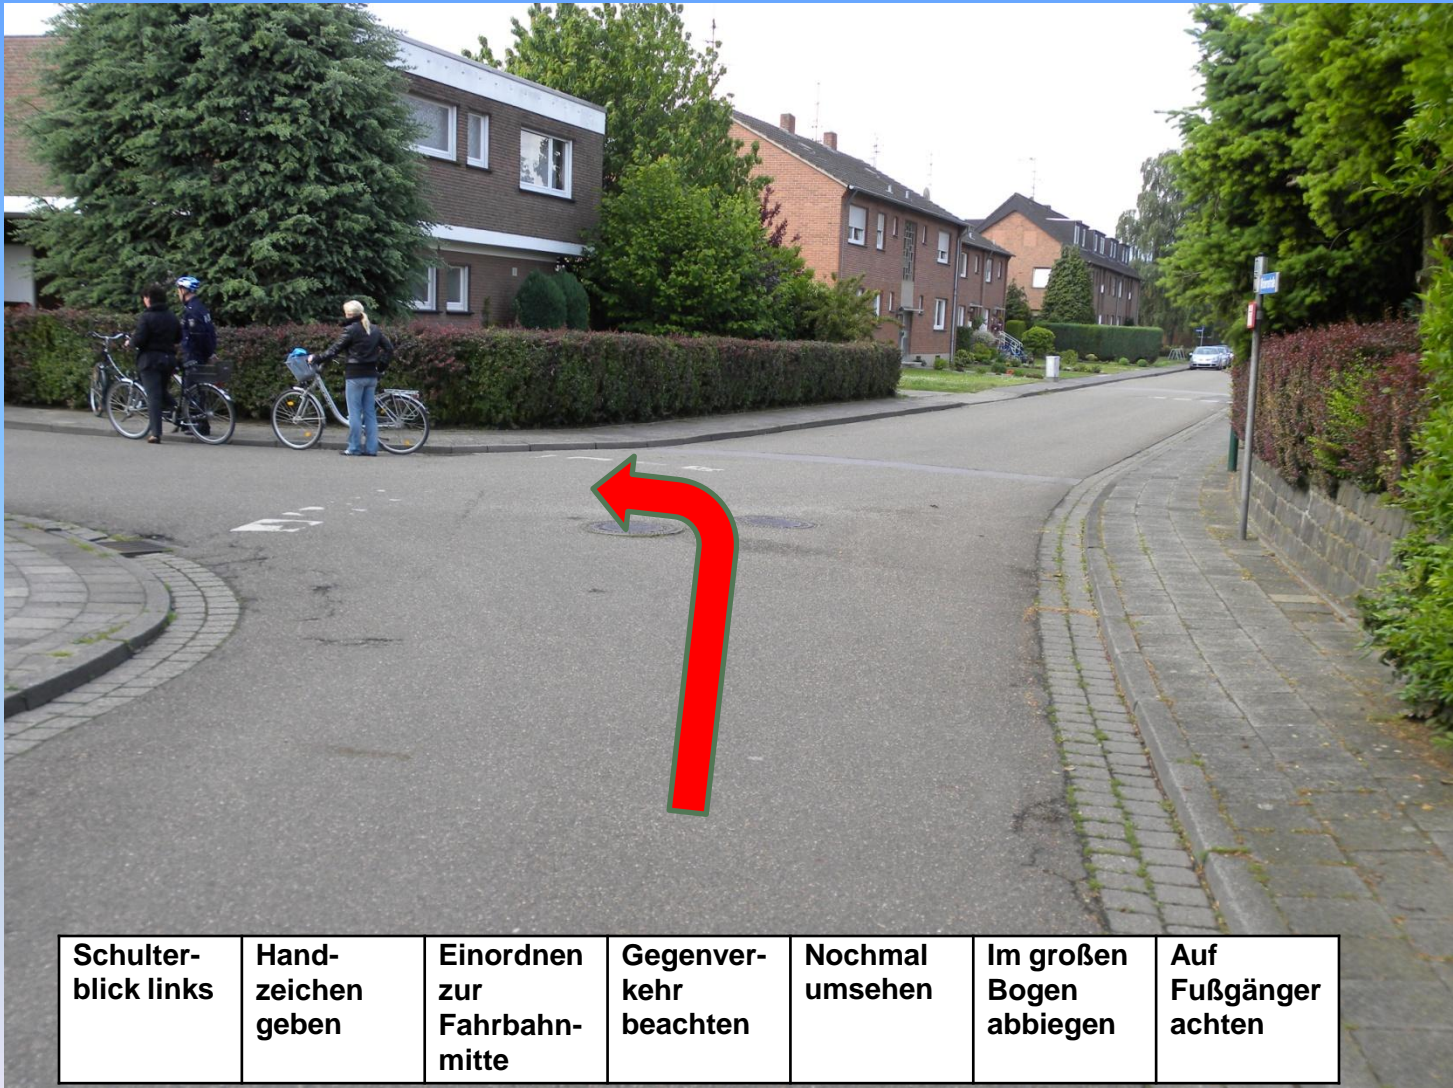 Schulter-
blick links
Hand-
zeichen
geben
Einordnen
zur
Fahrbahn-
mitte
Gegenver-
kehr
beachten
Nochmal
umsehen
Im großen
Bogen
abbiegen
Auf
Fußgänger
achten